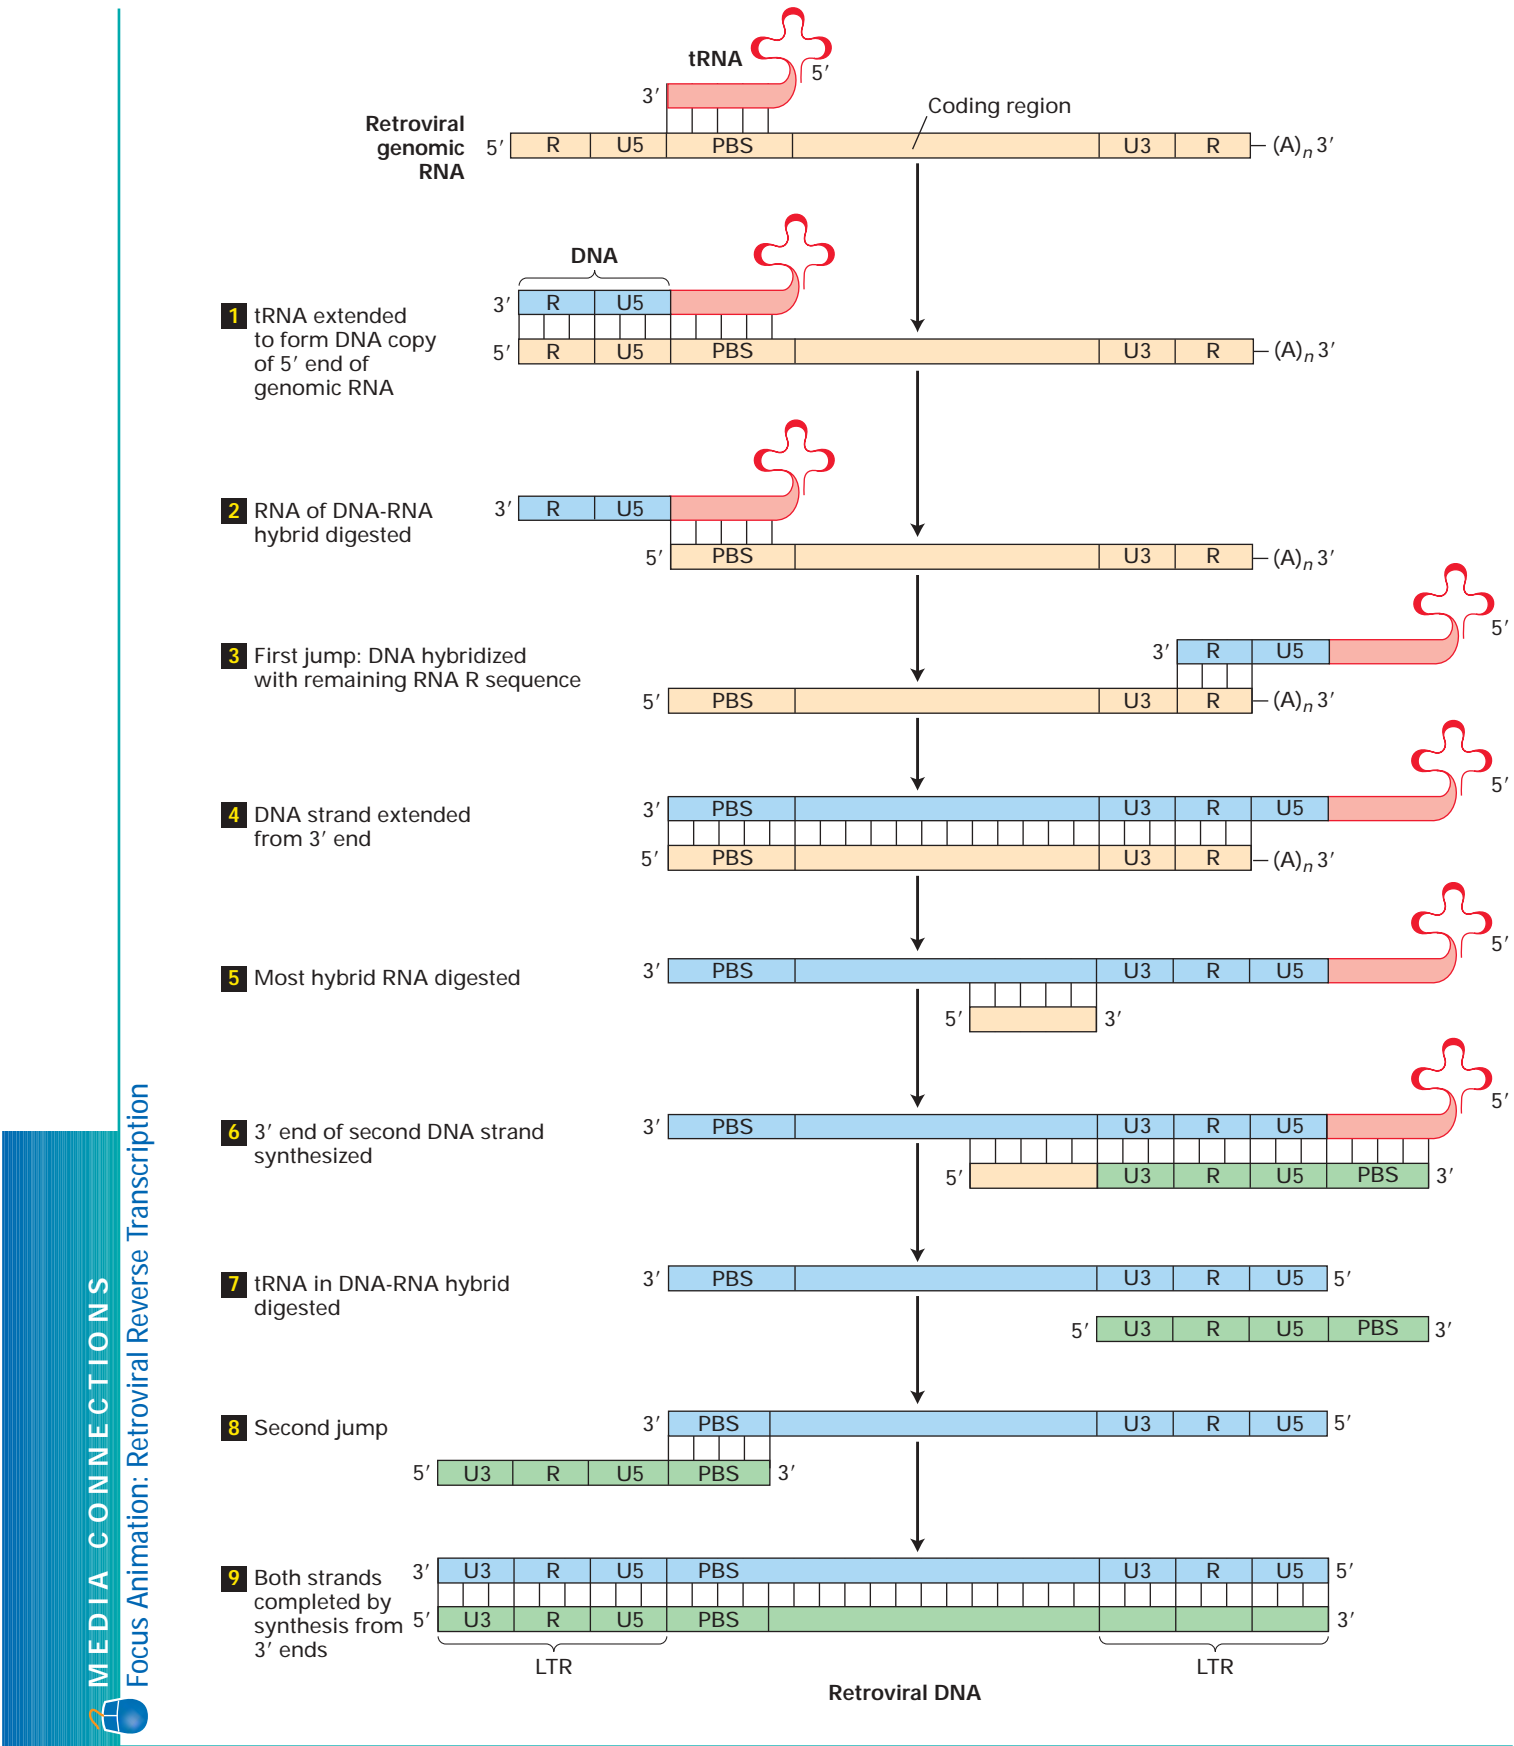 tRNA
5′
3′
Coding region
Retroviral
genomic
RNA
5′ R U5 PBS U3 R (A)n 3′
DNA
3′ R U5
1 tRNA extended
to form DNA copy
of 5′ end of
genomic RNA
5′ R U5 PBS U3 R (A)n 3′
2 RNA of DNA-RNA
hybrid digested
3′ R U5
5′ PBS U3 R (A)n 3′
3 First jump: DNA hybridized
with remaining RNA R sequence
3′ R U5 5′
5′ PBS U3 R (A)n 3′
4 DNA strand extended
from 3′ end
3′ PBS U3 R U5 5′
5′ PBS U3 R (A)n 3′
5 Most hybrid RNA digested
3′ PBS U3 R U5 5′
5′ 3′
6 3′ end of second DNA strand
synthesized
3′ PBS U3 R U5 5′
5′ U3 R U5 PBS 3′
7 tRNA in DNA-RNA hybrid
digested
3′ PBS U3 R U5 5′
5′ U3 R U5 PBS 3′
8 Second jump
3′ PBS U3 R U5 5′
5′ U3 R U5 PBS 3′
9 Both strands
completed by
synthesis from
3′ ends
3′ U3 R U5 PBS U3 R U5 5′
5′ U3 R U5 PBS 3′
LTR LTR
Retroviral DNA
MEDIA CONNECTIONS
Focus Animation: Retroviral Reverse Transcription